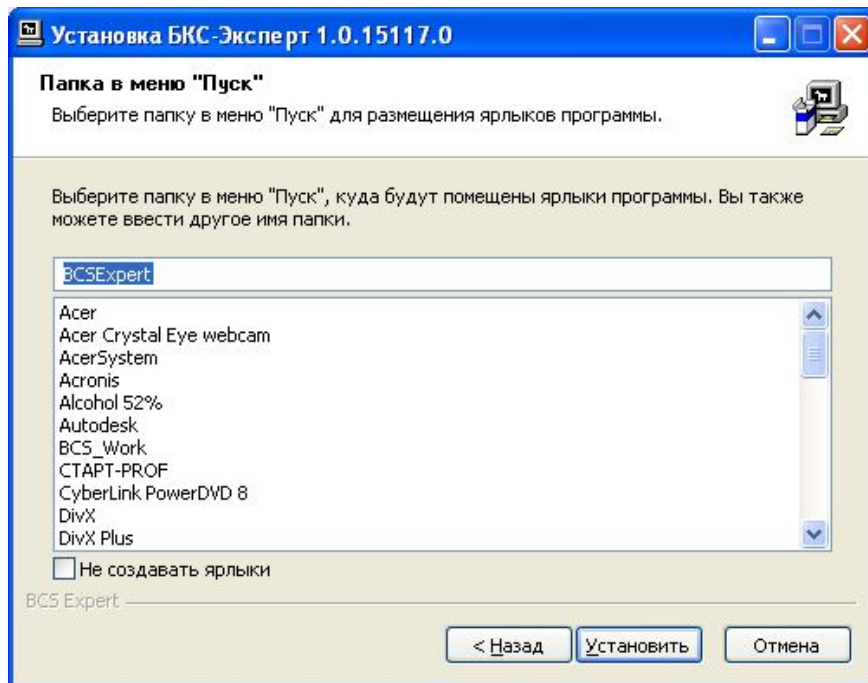 Установка БКС-Эксперт 1.0.15117.0
Папка в меню "Пуск"
Выберите папку в меню "Пуск" для размещения ярлыков программы.
Выберите папку в меню "Пуск", куда будут помещены ярлыки программы. Вы также
можете ввести другое имя папки.
BCSExpert
Acer
Acer Crystal Eye webcam
AcerSystem
Acronis
Alcohol 52%
Autodesk
BCS_Work
CTAPT-PROF
CyberLink PowerDVD 8
DivX
DivX Plus
Не создавать ярлыки
BCS Expert
< Назад Установить Отмена